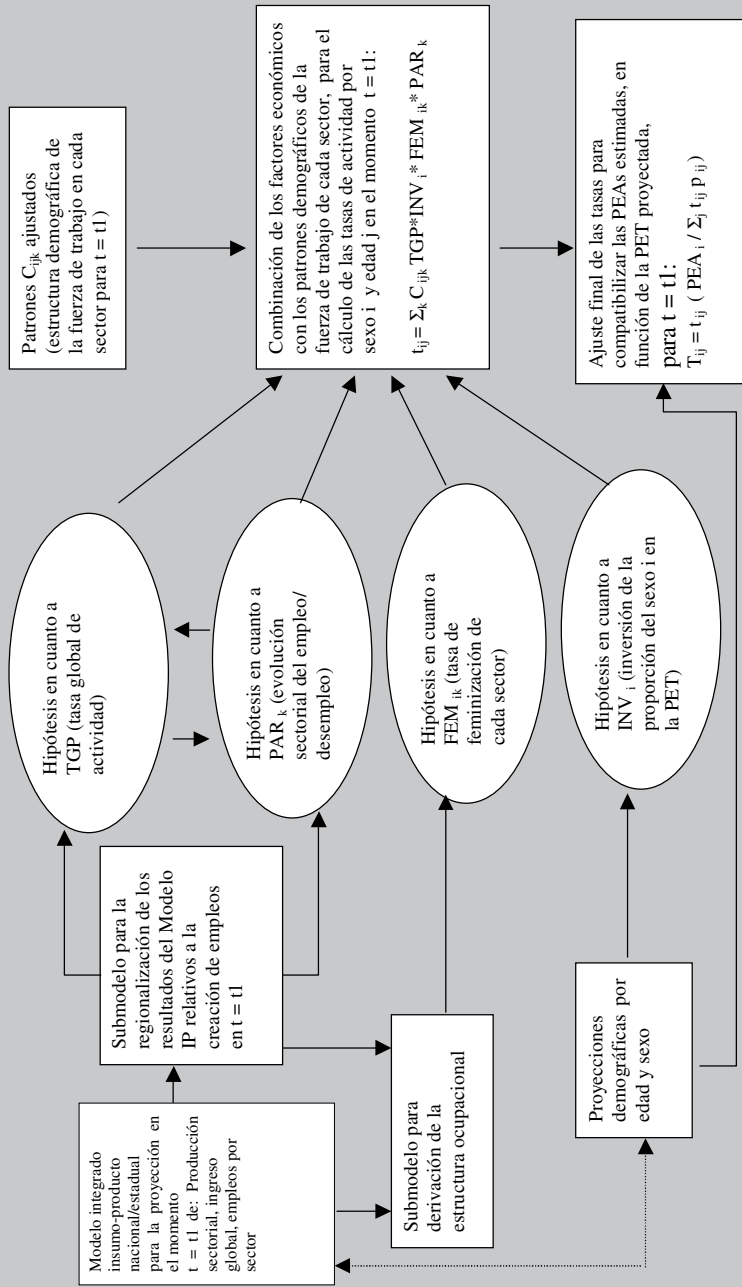 Modelo integrado
insumo-producto
nacional/estadual
para la proyección en
el momento
t = t1 de: Producción
sectorial, ingreso
global, empleos por
sector
Submodelo para la
regionalización de los
resultados del Modelo
IP relativos a la
creación de empleos
en t = t1
Submodelo para
derivación de la
estructura ocupacional
Proyecciones
demográficas por
edad y sexo
Hipótesis en cuanto a
TGP (tasa global de
actividad)
Hipótesis en cuanto a
PAR k (evolución
sectorial del empleo/
desempleo)
Hipótesis en cuanto a
FEM ik (tasa de
feminización de
cada sector)
Hipótesis en cuanto a
INV i (inversión de la
proporción del sexo i en
la PET)
Patrones Cijk ajustados
(estructura demográfica de
la fuerza de trabajo en cada
sector para t = t1)
Combinación de los factores económicos
con los patrones demográficos de la
fuerza de trabajo de cada sector, para el
cálculo de las tasas de actividad por
sexo i y edad j en el momento t = t1:
tij = Σk Cijk TGP*INV i* FEM ik* PAR k
Ajuste final de las tasas para
compatibilizar las PEAs estimadas, en
función de la PET proyectada,
para t = t1:
Tij = tij ( PEA i / Σj tij pij)